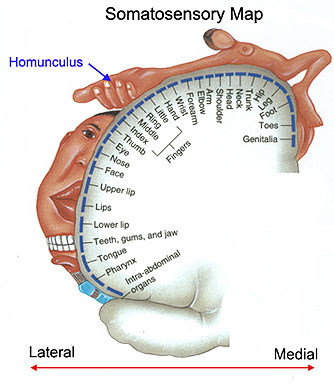 Somatosensory Map
Homunculus
Genitalia
Toes
Foot
Leg
Hip
Trunk
Neck
Head
Shoulder
Arm
Elbow
Forearm
Wrist
Hand
Little
Ring
Middle
Index
Thumb
Fingers
Eye
Nose
Face
Upper lip
Lips
Lower lip
Teeth, gums, and jaw
Tongue
Pharynx
Intra-abdominal
organs
Lateral
Medial